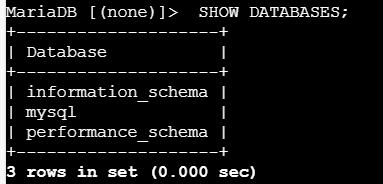 MariaDB [(none)]>  SHOW DATABASES;
+--------------------+
| Database           |
+--------------------+
| information_schema |
| mysql              |
| performance_schema |
+--------------------+
3 rows in set (0.000 sec)